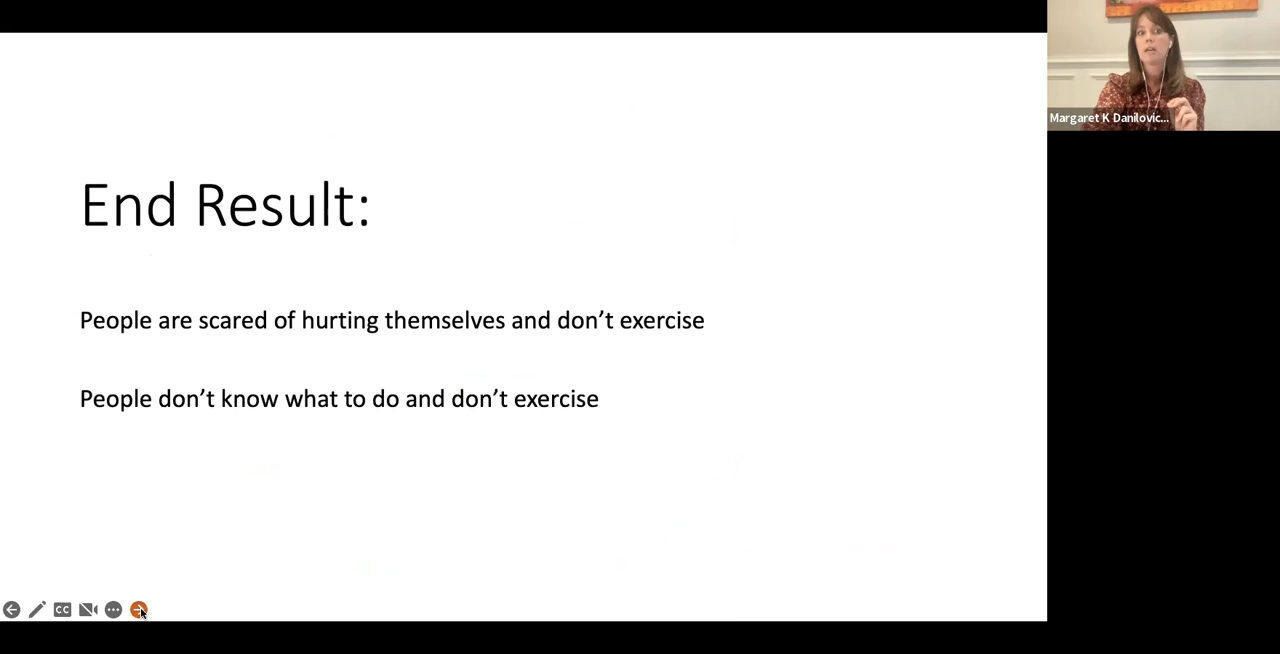 End Result:
People are scared of hurting themselves and don’t exercise
People don’t know what to do and don’t exercise
Margaret K Danilovic...
CC